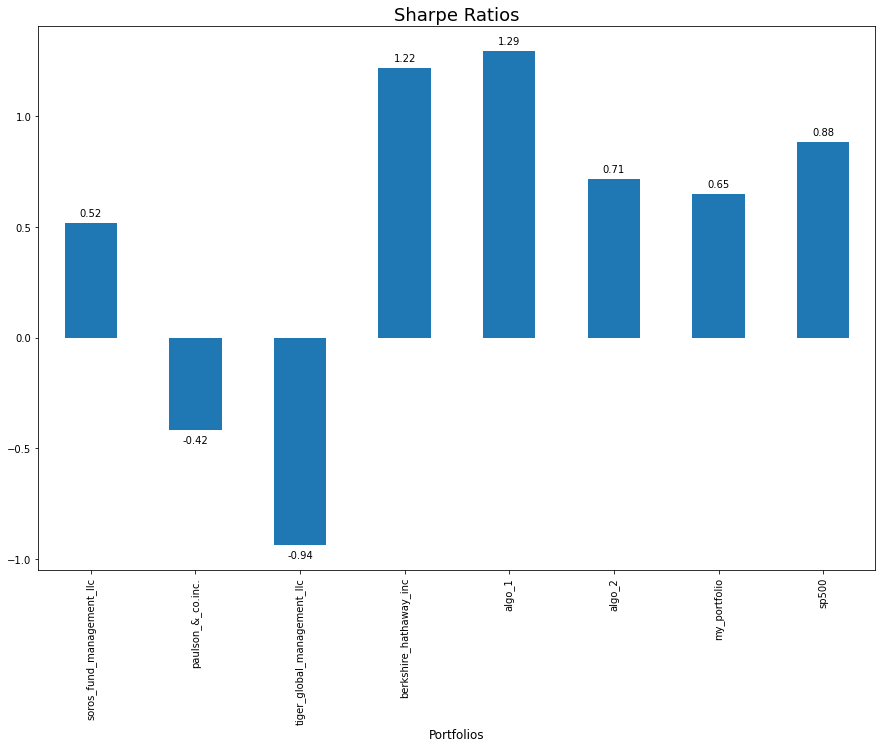 Sharpe Ratios
1.29
1.22
1.0
0.88
0.71
0.65
0.52
0.5
0.0
-0.42
−0.5
-0.94
−1.0
soros_fund_management_llc
paulson_&_co.inc.
tiger_global_management_llc
berkshire_hathaway_inc
algo_1
algo_2
my_portfolio
sp500
Portfolios